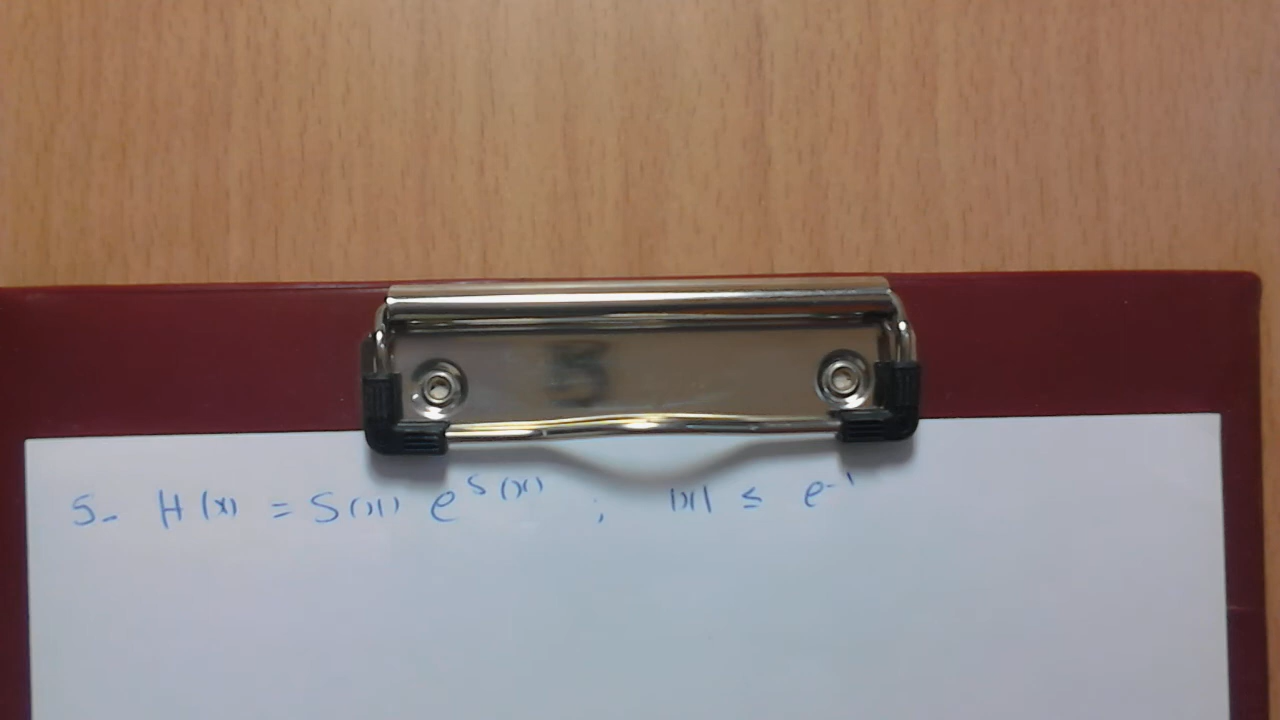 5- H(x) = S(x) e^{S(x)} ; |x| ≤ e^{-1}